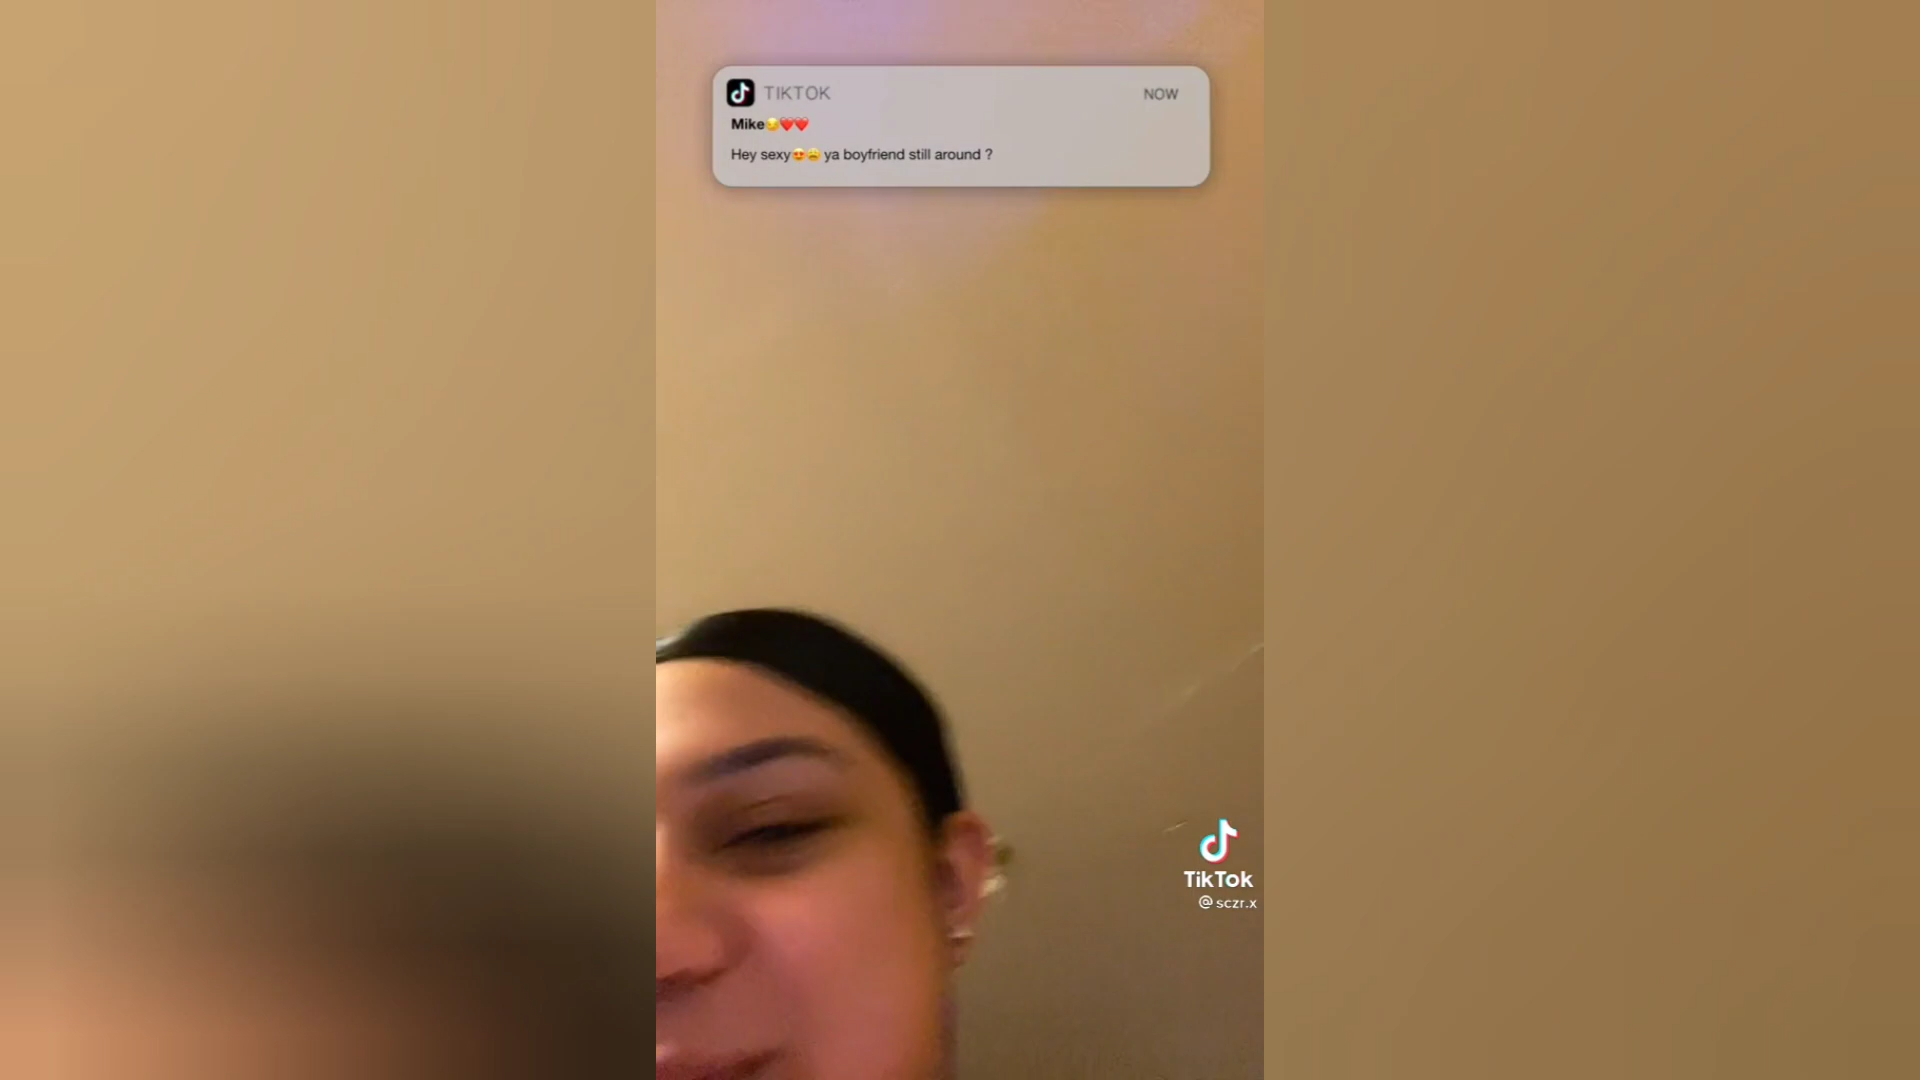 TIKTOK
NOW
Mike😏❤️❤️
Hey sexy😍😩 ya boyfriend still around ?
TikTok
@sczr.x